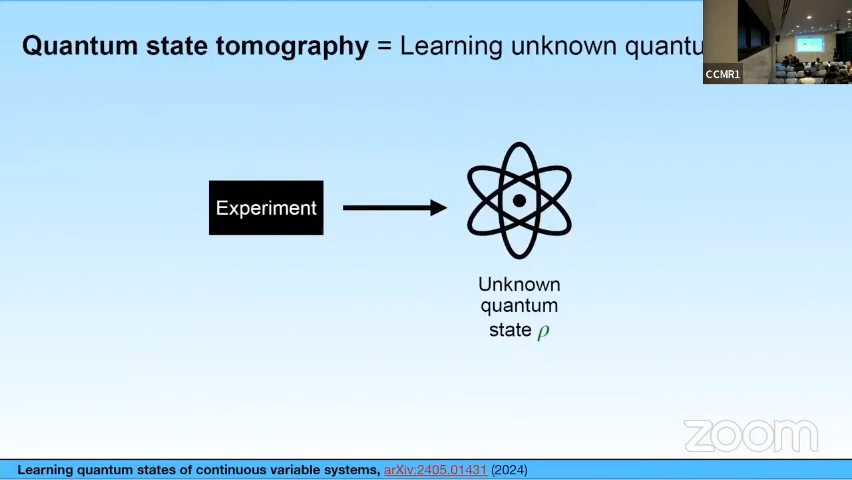 Quantum state tomography = Learning unknown
CCMR1
Experiment
Unknown
quantum
state ρ
zoom
Learning quantum states of continuous variable systems, arXiv:2405.01431 (2024)